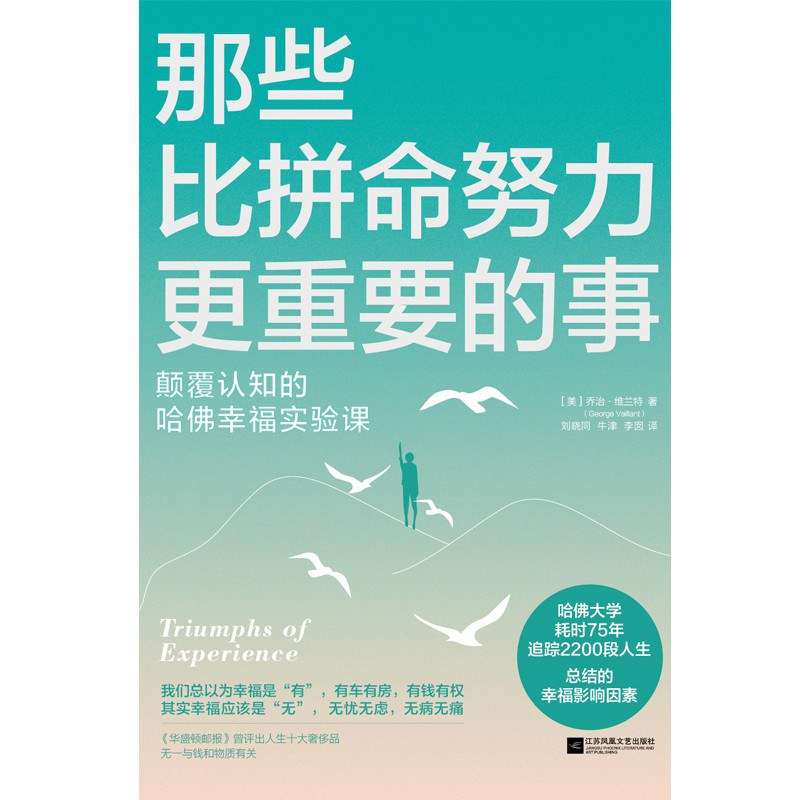 那些
比拼命努力
更重要的事
颠覆认知的
哈佛幸福实验课
[美] 乔治·维兰特 著
(George Vaillant)
刘晓同 牛津 李囡 译
Triumphs of
Experience
哈佛大学
耗时75年
追踪2200段人生
总结的
幸福影响因素
我们总以为幸福是“有”，有车有房，有钱有权
其实幸福应该是“无”，无忧无虑，无病无痛
《华盛顿邮报》曾评出人生十大奢侈品
无一与钱和物质有关
江苏凤凰文艺出版社
JIANGSU PHOENIX LITERATURE AND
ART PUBLISHING